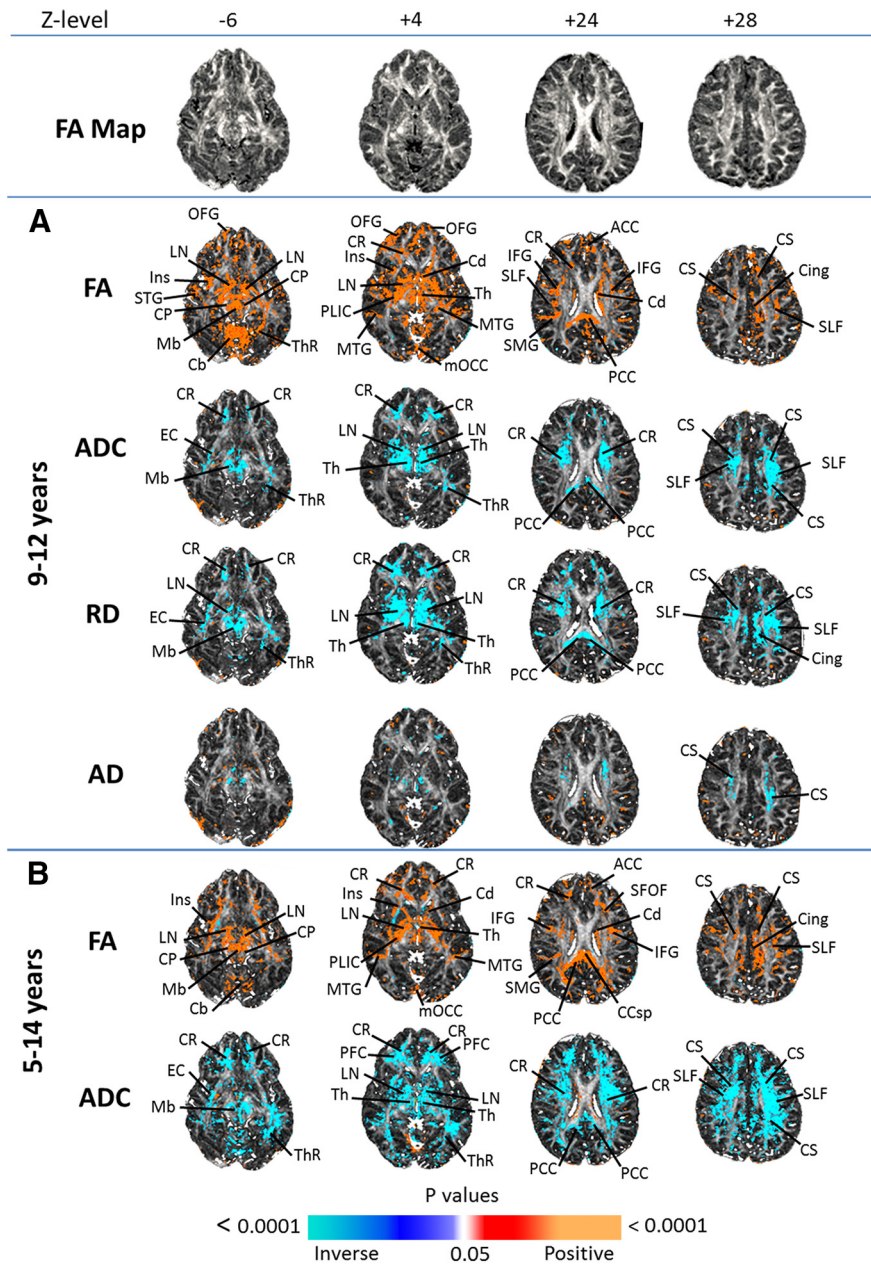 Z-level -6 +4 +24 +28
FA Map
A
9-12 years
FA
OFG
LN LN
Ins CP
STG
CP
Mb ThR
Cb
OFG OFG
CR
Ins Cd
LN Th
PLIC
MTG MTG
mOCC
CR ACC
IFG IFG
SLF Cd
SMG
PCC
CS
CS Cing
SLF
ADC
CR CR
EC
Mb
ThR
CR CR
LN LN
Th Th
ThR
CR CR
PCC PCC
CS CS
SLF SLF
CS
RD
CR CR
LN
EC
Mb
ThR
CR CR
LN LN
Th Th
ThR
CR CR
PCC PCC
CS CS
SLF SLF
Cing
AD
CS
CS
B
5-14 years
FA
Ins
LN LN
CP CP
Mb
Cb
CR CR
Ins Cd
LN Th
PLIC
MTG MTG
mOCC
CR ACC
SFOF
IFG Cd
IFG
SMG
PCC CCsp
CS CS
Cing
SLF
ADC
CR CR
EC
Mb
ThR
CR CR
PFC PFC
LN LN
Th Th
ThR
CR CR
PCC PCC
CS CS
SLF SLF
CS
P values
< 0.0001 < 0.0001
Inverse 0.05 Positive